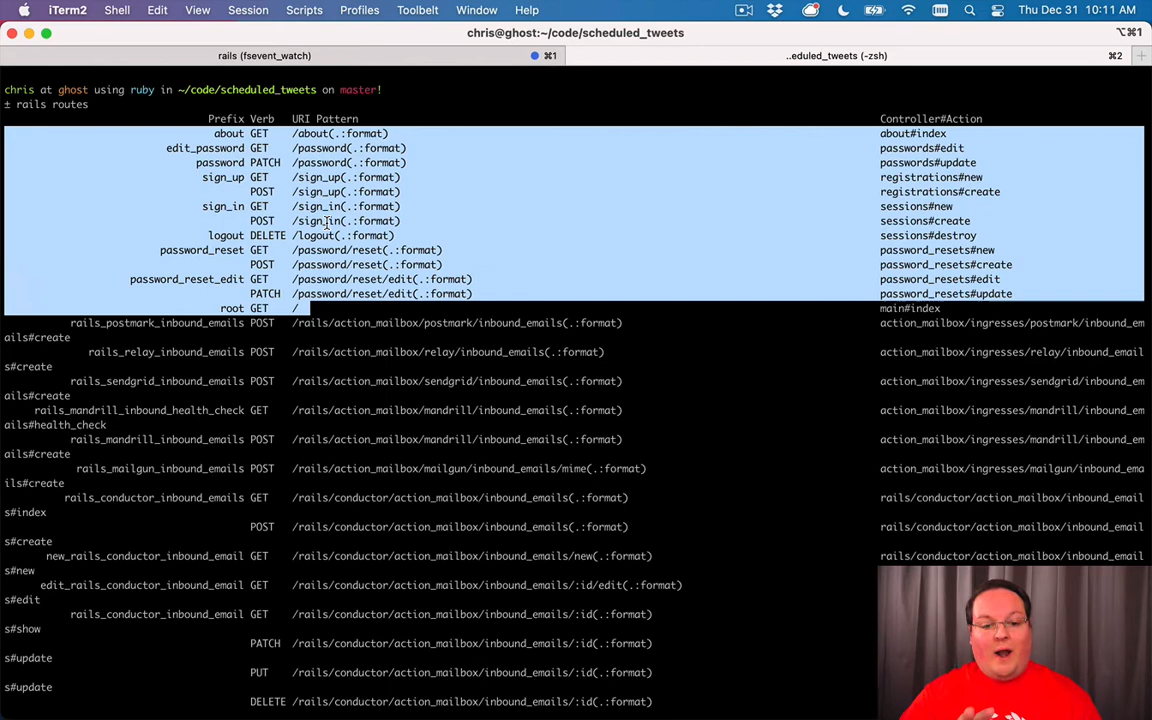 iTerm2 Shell Edit View Session Scripts Profiles Toolbelt Window Help Thu Dec 31 10:11 AM
chris@ghost:~/code/scheduled_tweets ⌥⌘1
rails (fsevent_watch) ⌘1 ..eduled_tweets (-zsh) ⌘2
chris at ghost using ruby in ~/code/scheduled_tweets on master!
± rails routes
Prefix Verb URI Pattern Controller#Action
about GET /about(.:format) about#index
edit_password GET /password(.:format) passwords#edit
password PATCH /password(.:format) passwords#update
sign_up GET /sign_up(.:format) registrations#new
POST /sign_up(.:format) registrations#create
sign_in GET /sign_in(.:format) sessions#new
POST /sign_in(.:format) sessions#create
logout DELETE /logout(.:format) sessions#destroy
password_reset GET /password/reset(.:format) password_resets#new
POST /password/reset(.:format) password_resets#create
password_reset_edit GET /password/reset/edit(.:format) password_resets#edit
PATCH /password/reset/edit(.:format) password_resets#update
root GET / main#index
rails_postmark_inbound_emails POST /rails/action_mailbox/postmark/inbound_emails(.:format) action_mailbox/ingresses/postmark/inbound_em
ails#create
rails_relay_inbound_emails POST /rails/action_mailbox/relay/inbound_emails(.:format) action_mailbox/ingresses/relay/inbound_email
s#create
rails_sendgrid_inbound_emails POST /rails/action_mailbox/sendgrid/inbound_emails(.:format) action_mailbox/ingresses/sendgrid/inbound_em
ails#create
rails_mandrill_inbound_health_check GET /rails/action_mailbox/mandrill/inbound_emails(.:format) action_mailbox/ingresses/mandrill/inbound_em
ails#health_check
rails_mandrill_inbound_emails POST /rails/action_mailbox/mandrill/inbound_emails(.:format) action_mailbox/ingresses/mandrill/inbound_em
ails#create
rails_mailgun_inbound_emails POST /rails/action_mailbox/mailgun/inbound_emails/mime(.:format) action_mailbox/ingresses/mailgun/inbound_ema
ils#create
rails_conductor_inbound_emails GET /rails/conductor/action_mailbox/inbound_emails(.:format) rails/conductor/action_mailbox/inbound_email
s#index
POST /rails/conductor/action_mailbox/inbound_emails(.:format) rails/conductor/action_mailbox/inbound_email
s#create
new_rails_conductor_inbound_email GET /rails/conductor/action_mailbox/inbound_emails/new(.:format) rails/conductor/action_mailbox/inbound_email
s#new
edit_rails_conductor_inbound_email GET /rails/conductor/action_mailbox/inbound_emails/:id/edit(.:format)
s#edit
rails_conductor_inbound_email GET /rails/conductor/action_mailbox/inbound_emails/:id(.:format)
s#show
PATCH /rails/conductor/action_mailbox/inbound_emails/:id(.:format)
s#update
PUT /rails/conductor/action_mailbox/inbound_emails/:id(.:format)
s#update
DELETE /rails/conductor/action_mailbox/inbound_emails/:id(.:format)